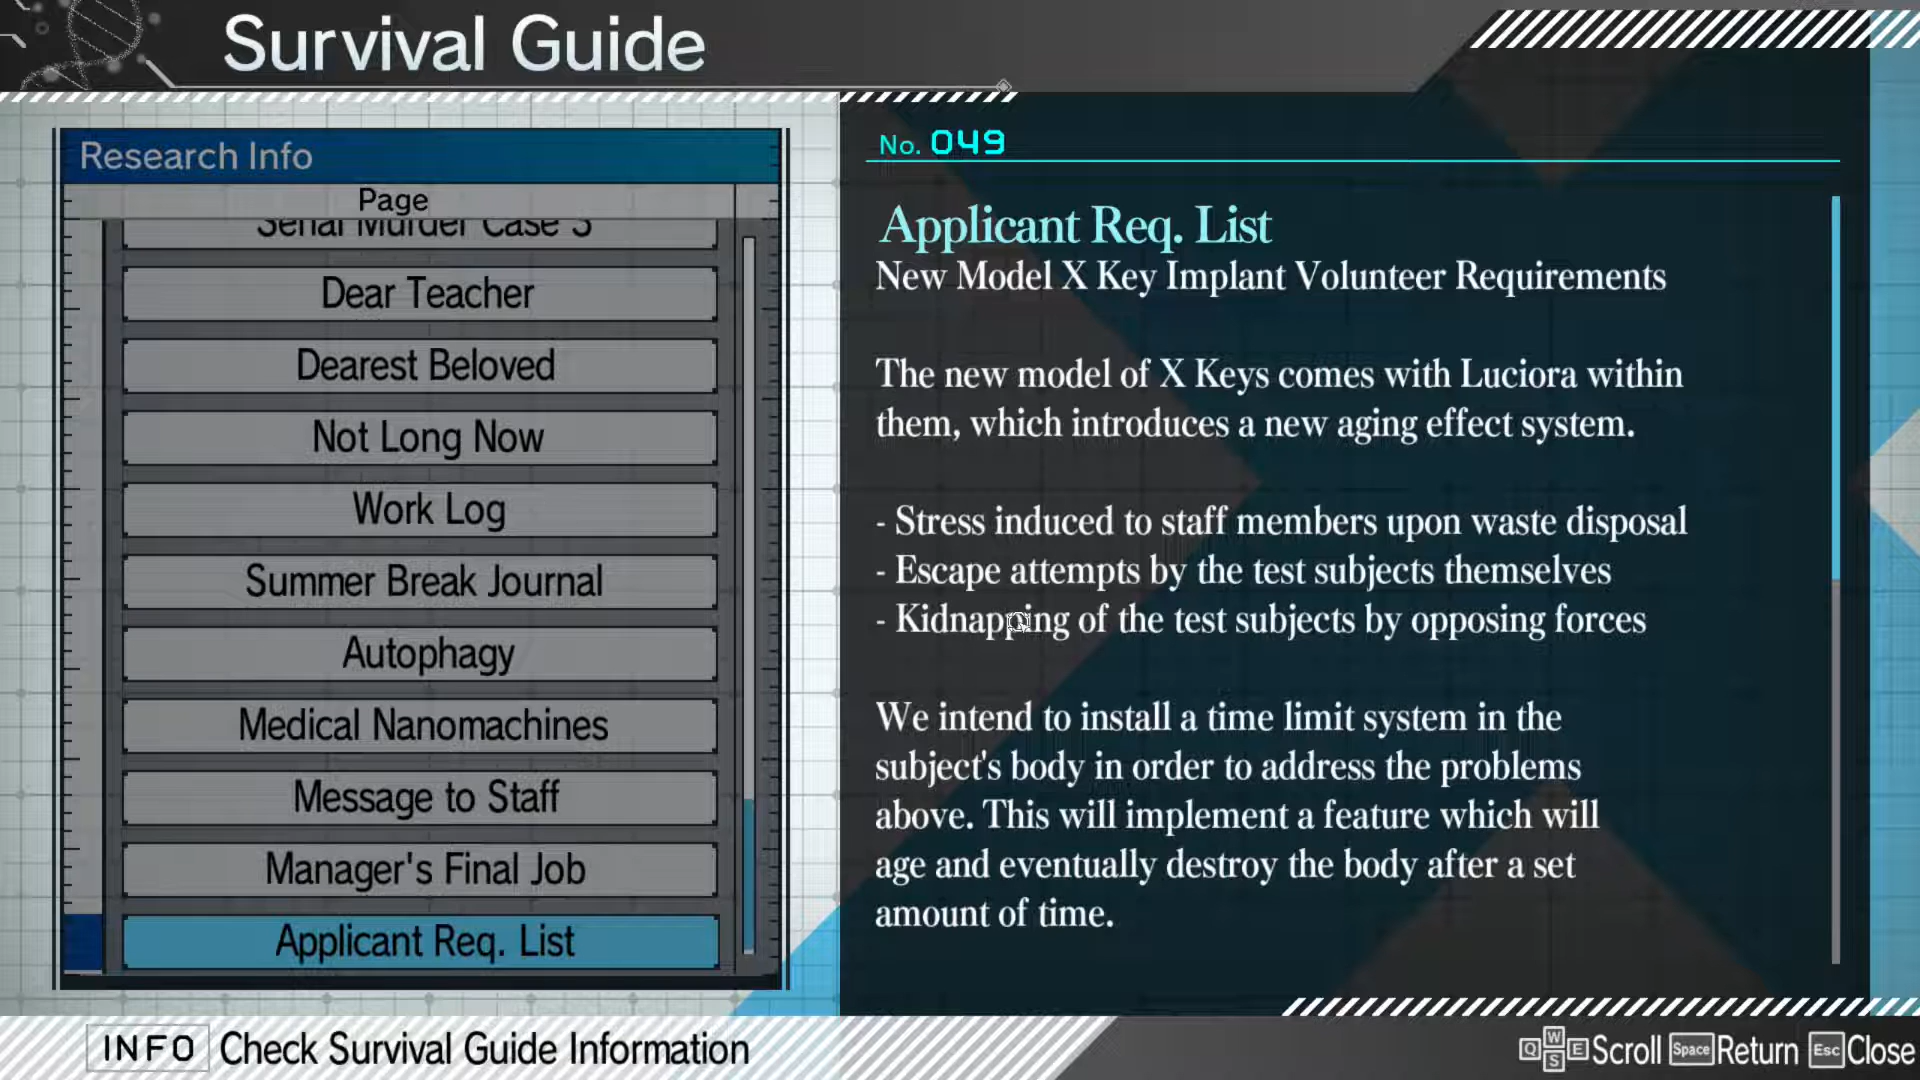 Survival Guide
Research Info
Page
Serial Murder Case 3
Dear Teacher
Dearest Beloved
Not Long Now
Work Log
Summer Break Journal
Autophagy
Medical Nanomachines
Message to Staff
Manager's Final Job
Applicant Req. List
No. 049
Applicant Req. List
New Model X Key Implant Volunteer Requirements
The new model of X Keys comes with Luciora within
them, which introduces a new aging effect system.
- Stress induced to staff members upon waste disposal
- Escape attempts by the test subjects themselves
- Kidnapping of the test subjects by opposing forces
We intend to install a time limit system in the
subject's body in order to address the problems
above. This will implement a feature which will
age and eventually destroy the body after a set
amount of time.
INFO Check Survival Guide Information
Q W S E Scroll Space Return Esc Close